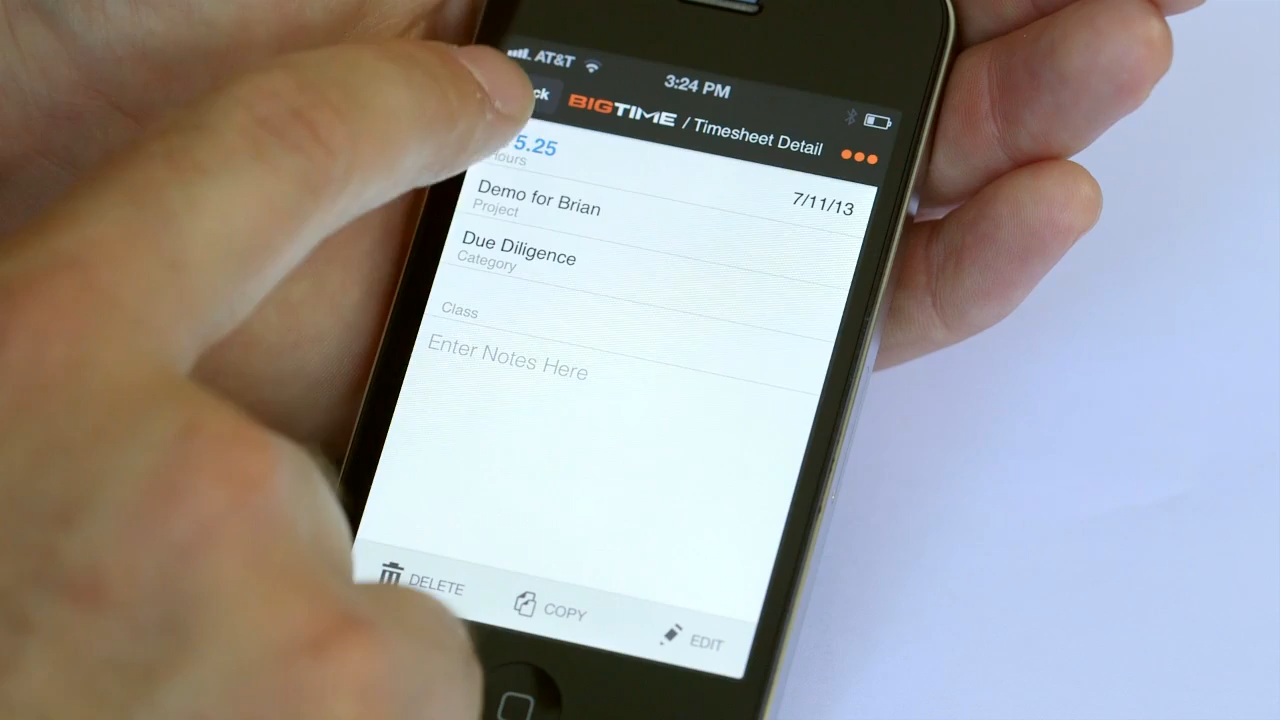 AT&T 3:24 PM
BIGTIME / Timesheet Detail
5.25
Hours
7/11/13
Demo for Brian
Project
Due Diligence
Category
Class
Enter Notes Here
DELETE COPY EDIT